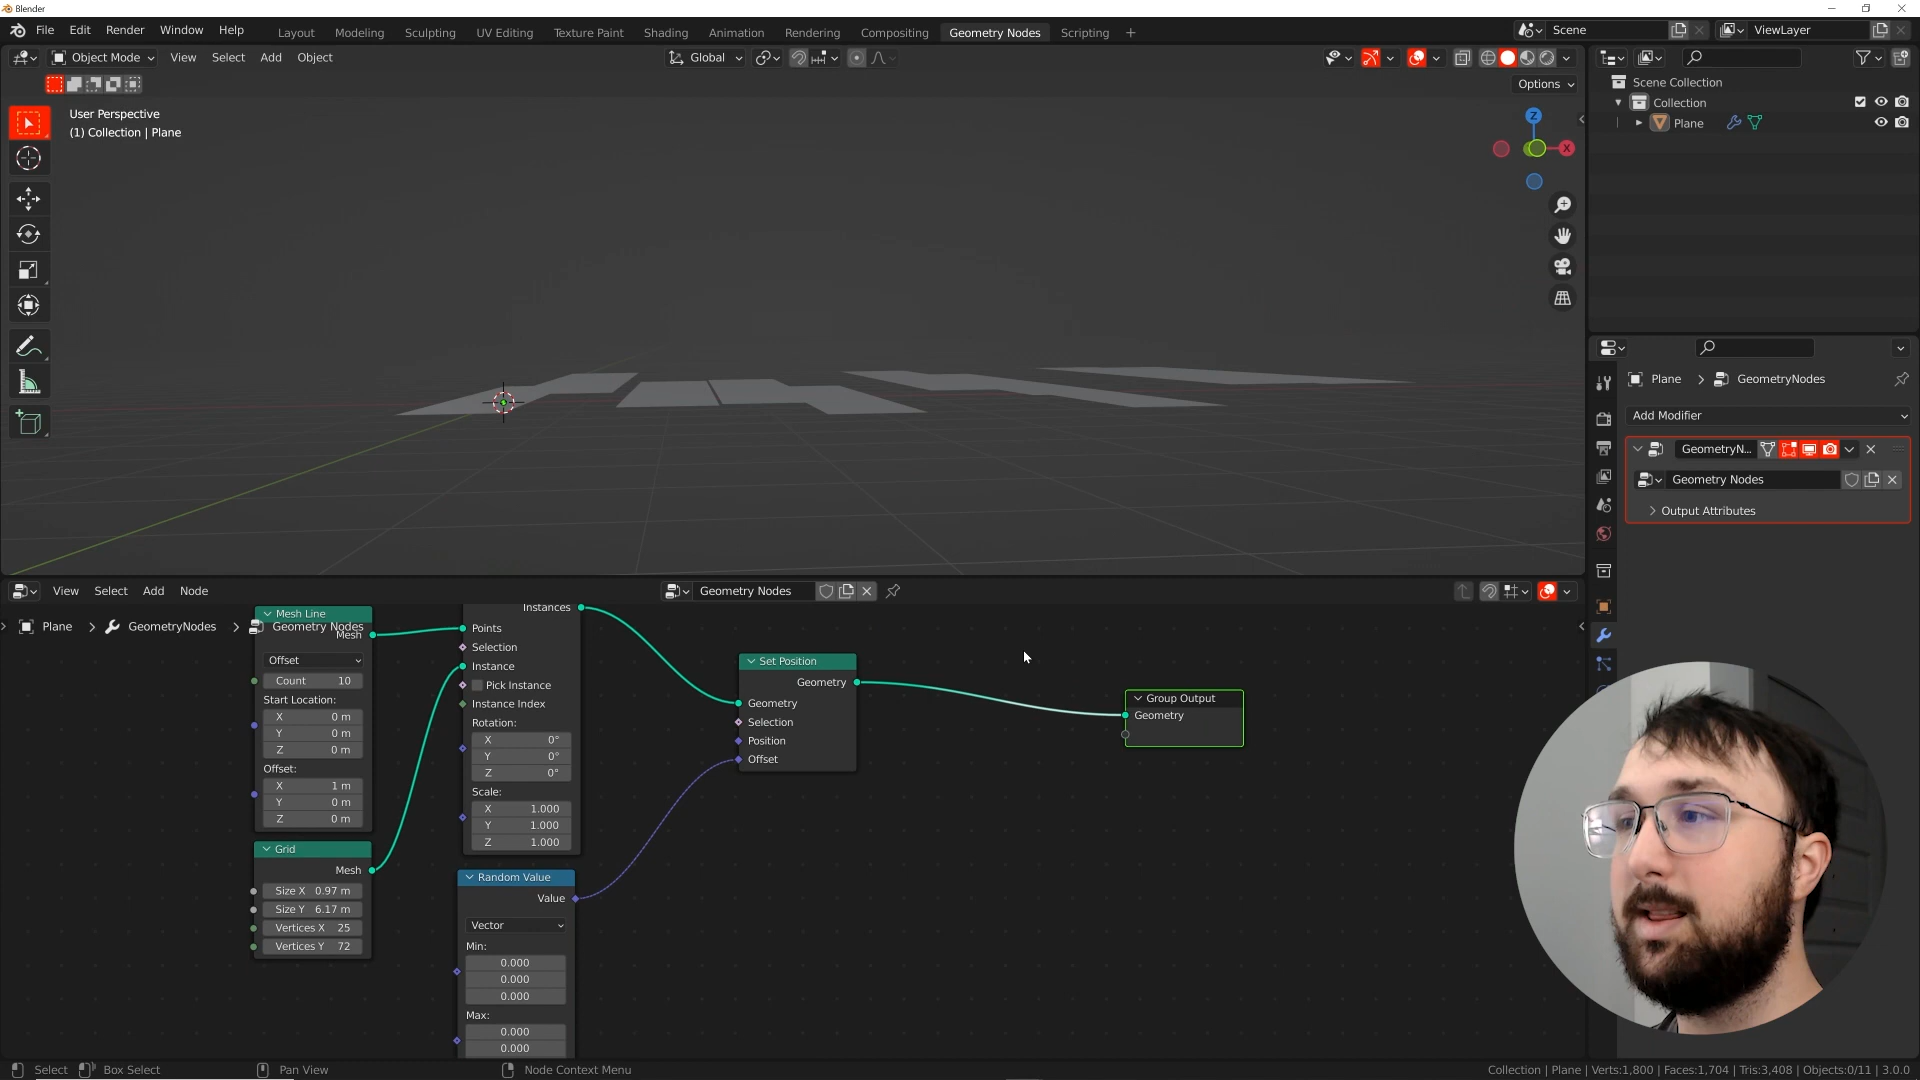 Blender
File Edit Render Window Help
Layout Modeling Sculpting UV Editing Texture Paint Shading Animation Rendering Compositing Geometry Nodes Scripting +
Scene
ViewLayer
Object Mode View Select Add Object
Global
Options
User Perspective
(1) Collection | Plane
Z
X
Scene Collection
Collection
Plane
Plane > GeometryNodes
Add Modifier
GeometryN...
Geometry Nodes
Output Attributes
View Select Add Node
Geometry Nodes
Plane > GeometryNodes > Geometry Nodes
Mesh Line
Mesh
Offset
Count 10
Start Location:
X 0 m
Y 0 m
Z 0 m
Offset:
X 1 m
Y 0 m
Z 0 m
Grid
Mesh
Size X 0.97 m
Size Y 6.17 m
Vertices X 25
Vertices Y 72
Instances
Points
Selection
Instance
Pick Instance
Instance Index
Rotation:
X 0°
Y 0°
Z 0°
Scale:
X 1.000
Y 1.000
Z 1.000
Random Value
Value
Vector
Min:
0.000
0.000
0.000
Max:
0.000
0.000
Set Position
Geometry
Geometry
Selection
Position
Offset
Group Output
Geometry
Select Box Select Pan View Node Context Menu
Collection | Plane | Verts:1,800 | Faces:1,704 | Tris:3,408 | Objects:0/11 | 3.0.0